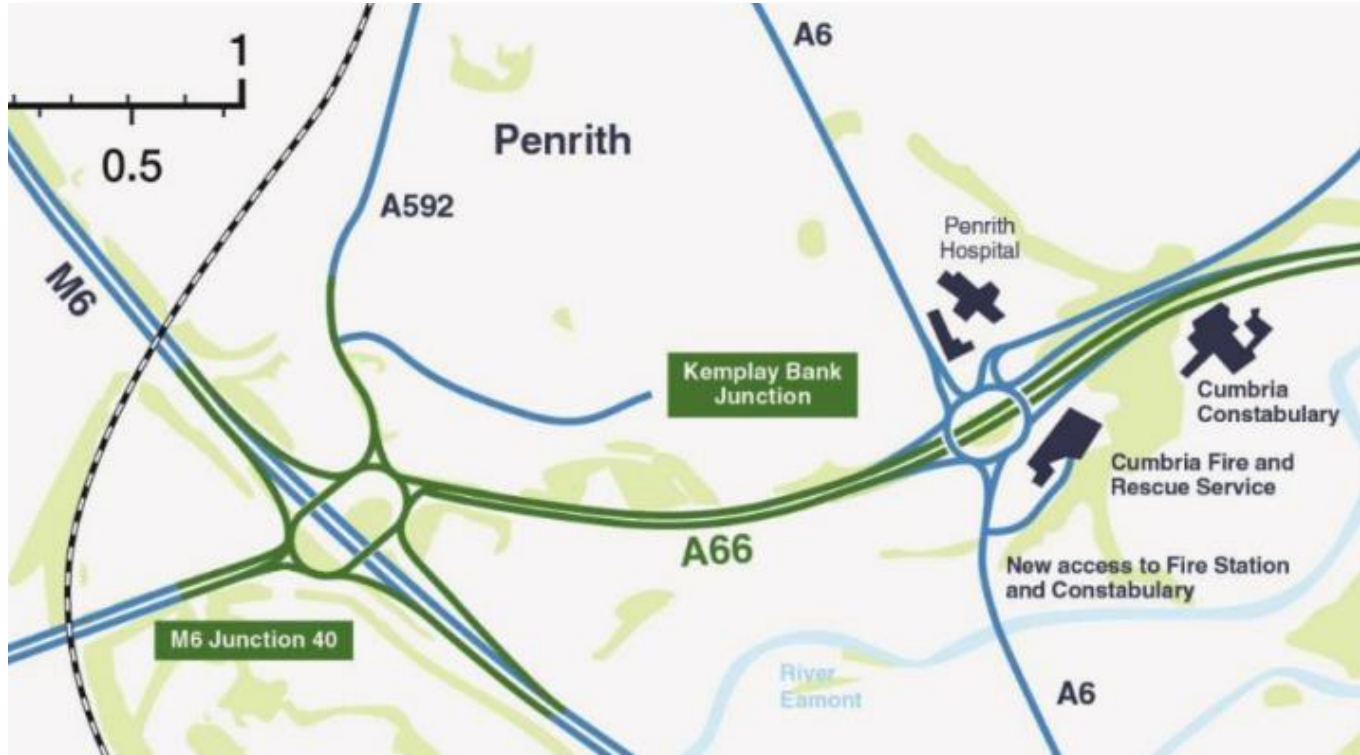 A6
1
Penrith
0.5
A592
Penrith
Hospital
M6
Kemplay Bank
Junction
Cumbria
Constabulary
Cumbria Fire and
Rescue Service
A66
New access to Fire Station
and Constabulary
M6 Junction 40
River
Eamont
A6